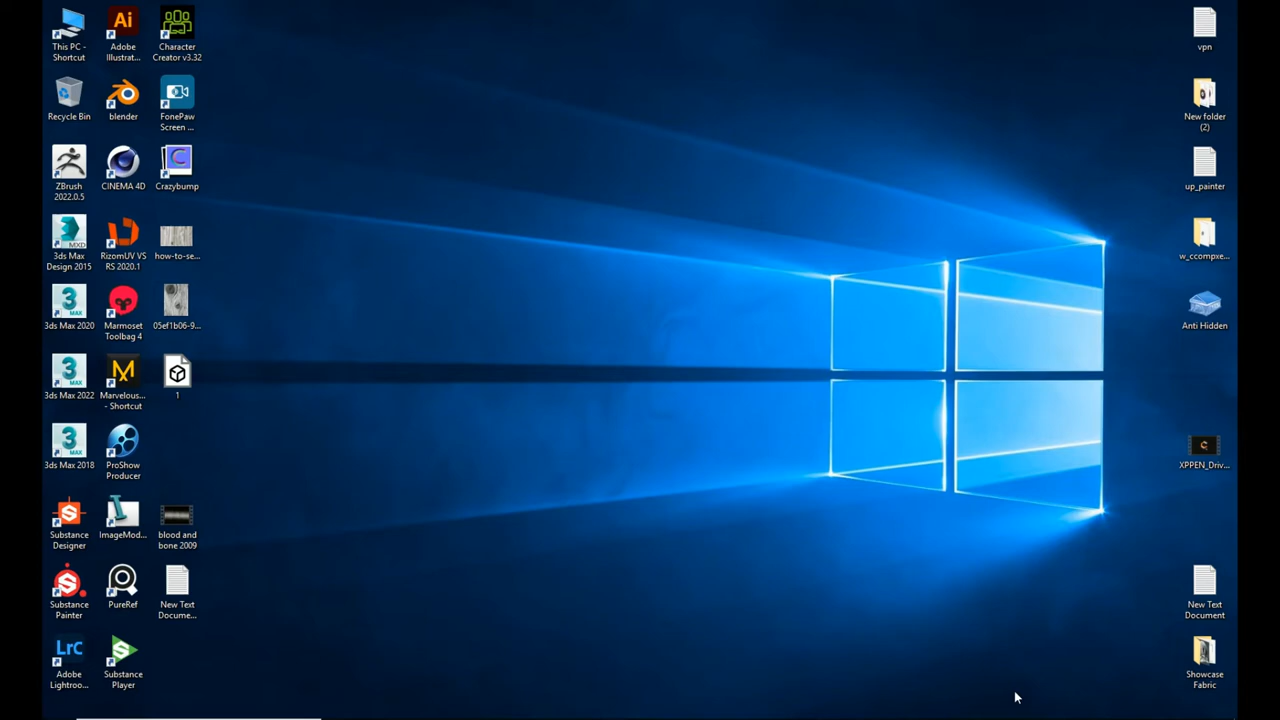 This PC -
Shortcut
Adobe
Illustrat...
Character
Creator v3.32
Recycle Bin
blender
FonePaw
Screen ...
ZBrush
2022.0.5
CINEMA 4D
Crazybump
3ds Max
Design 2015
RizomUV VS
RS 2020.1
how-to-se...
3ds Max 2020
Marmoset
Toolbag 4
05ef1b06-9...
3ds Max 2022
Marvelous...
- Shortcut
1
3ds Max 2018
ProShow
Producer
Substance
Designer
ImageMod...
blood and
bone 2009
Substance
Painter
PureRef
New Text
Docume...
Adobe
Lightroo...
Substance
Player
vpn
New folder
(2)
up_painter
w_ccompxe...
Anti Hidden
XPPEN_Driv...
New Text
Document
Showcase
Fabric